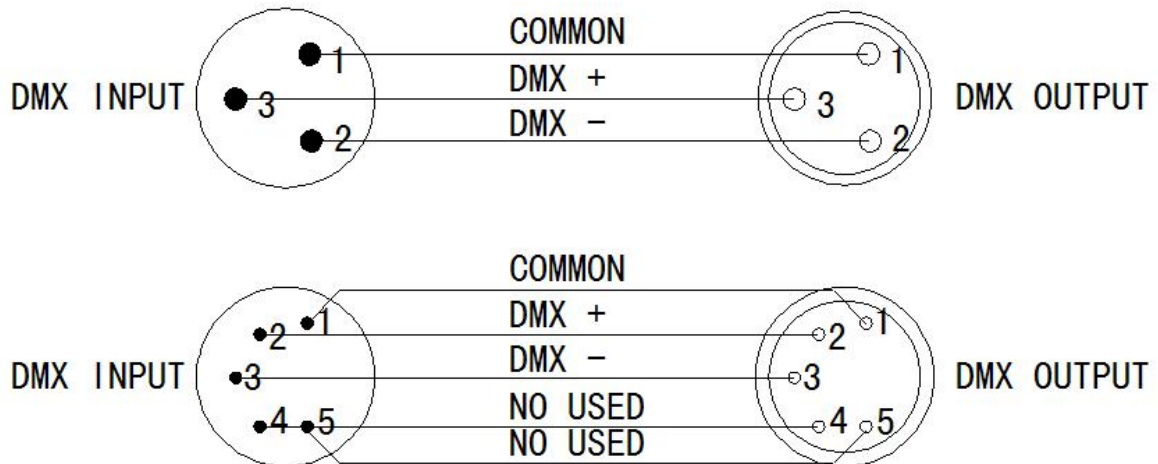 COMMON
1 1
DMX +
DMX INPUT 3 3 DMX OUTPUT
DMX -
2 2
COMMON
1 1
DMX +
2 2
DMX -
DMX INPUT 3 3 DMX OUTPUT
NO USED
4 5 4 5
NO USED